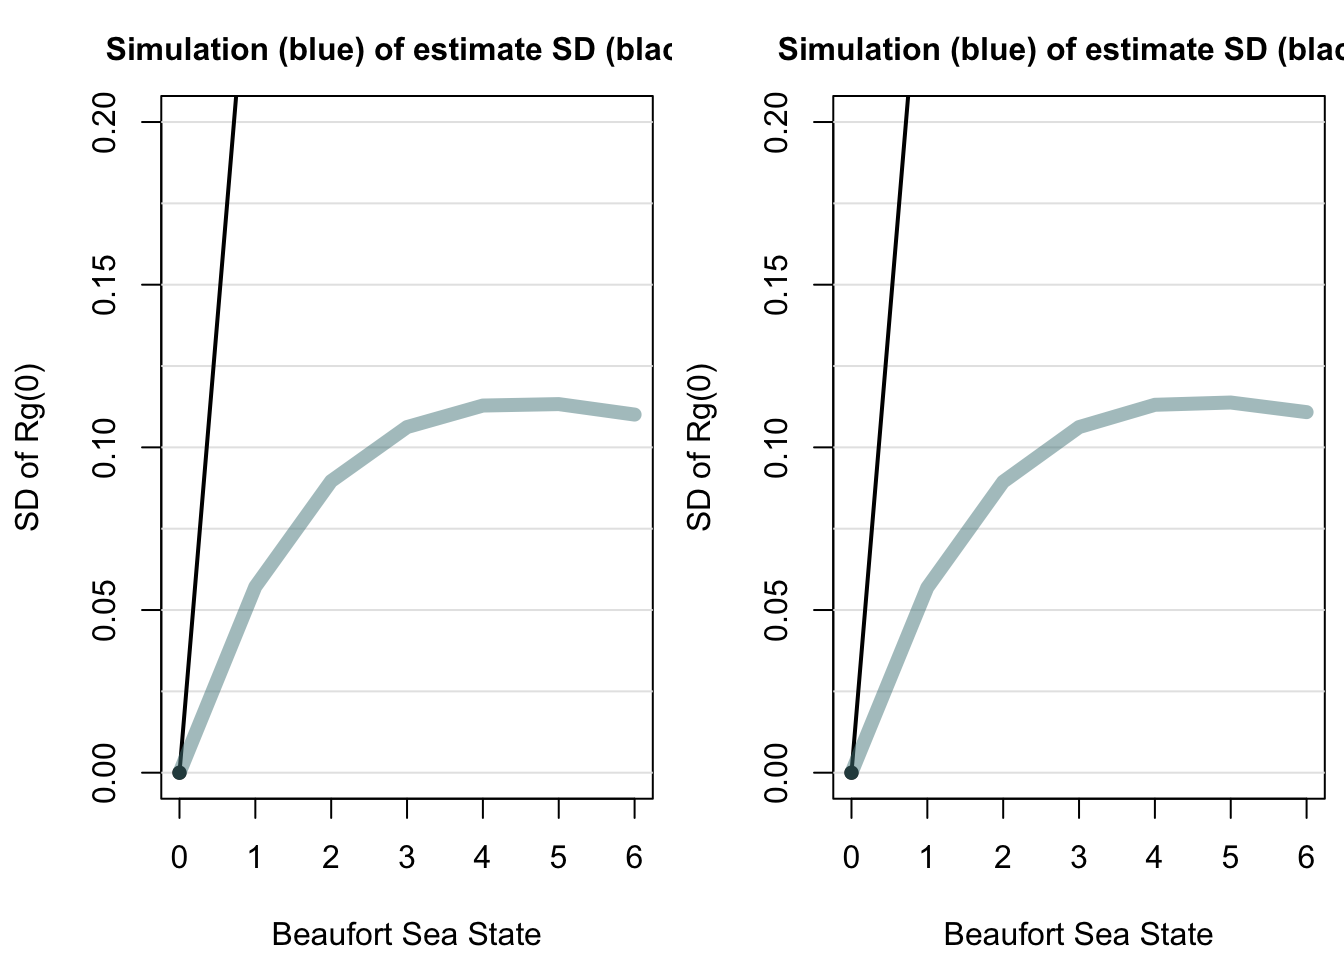 Simulation (blue) of estimate SD (blac
SD of Rg(0)
0.20
0.15
0.10
0.05
0.00
0 1 2 3 4 5 6
Beaufort Sea State
Simulation (blue) of estimate SD (blac
SD of Rg(0)
0.20
0.15
0.10
0.05
0.00
0 1 2 3 4 5 6
Beaufort Sea State